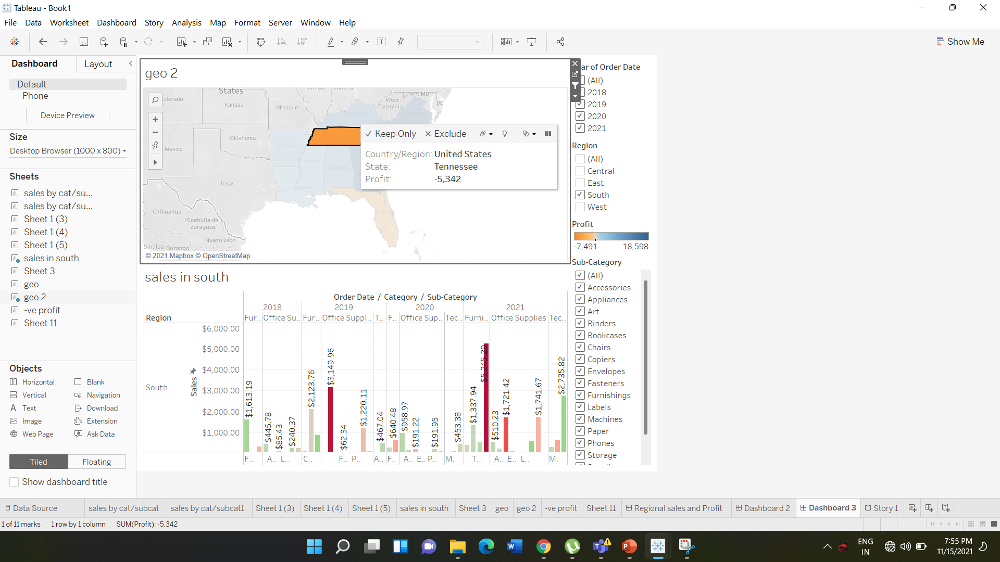 Tableau - Book1
File Data Worksheet Dashboard Story Analysis Map Format Server Window Help
Show Me
Dashboard Layout
Default
Phone
Device Preview
Size
Desktop Browser (1000 x 800)
Sheets
sales by cat/su...
sales by cat/su...
Sheet 1 (3)
Sheet 1 (4)
Sheet 1 (5)
sales in south
Sheet 3
geo
geo 2
-ve profit
Sheet 11
Objects
Horizontal Blank
Vertical Navigation
Text Download
Image Extension
Web Page Ask Data
Tiled Floating
Show dashboard title
geo 2
States
Colorado
Kansas
Missouri
Illinois
Indiana
West
Virginia
MD
DE
Kentucky
Virginia
Oklahoma
Arkansas
Mexico
Mississippi
Alabama
Texas
Louisiana
Florida
Chihuahua
Coahuila de
Zaragoza
Nuevo León
Sinaloa
Durango
© 2021 Mapbox © OpenStreetMap
Keep Only Exclude
Country/Region: United States
State: Tennessee
Profit: -5,342
ar of Order Date
(All)
2018
2019
2020
2021
Region
(All)
Central
East
South
West
Profit
-7,491 18,598
Sub-Category
(All)
Accessories
Appliances
Art
Binders
Bookcases
Chairs
Copiers
Envelopes
Fasteners
Furnishings
Labels
Machines
Paper
Phones
Storage
sales in south
Order Date / Category / Sub-Category
2018 2019 2020 2021
Region Fur.. Office Su.. Fur.. Office Suppl.. T.. F.. Office Sup.. Tec.. Furni.. Office Supplies Tec..
South
Sales
$6,000.00
$5,000.00
$4,000.00
$3,000.00
$2,000.00
$1,000.00
$1,613.19
$445.78
$85.43
$240.37
$2,123.76
$3,149.96
$62.34
$1,220.11
$467.04
$640.48
$958.97
$191.22
$191.95
$453.38
$1,337.94
$5,245.29
$510.23
$1,721.42
$1,741.67
$2,735.82
F.. A.. L.. C.. F.. P.. A.. F.. A.. E.. P.. M. T.. A.. E.. L.. M.
Data Source sales by cat/subcat sales by cat/subcat1 Sheet 1 (3) Sheet 1 (4) Sheet 1 (5) sales in south Sheet 3 geo geo 2 -ve profit Sheet 11 Regional sales and Profit Dashboard 2 Dashboard 3 Story 1
1 of 11 marks 1 row by 1 column SUM(Profit): -5,342
ENG
IN
7:55 PM
11/15/2021